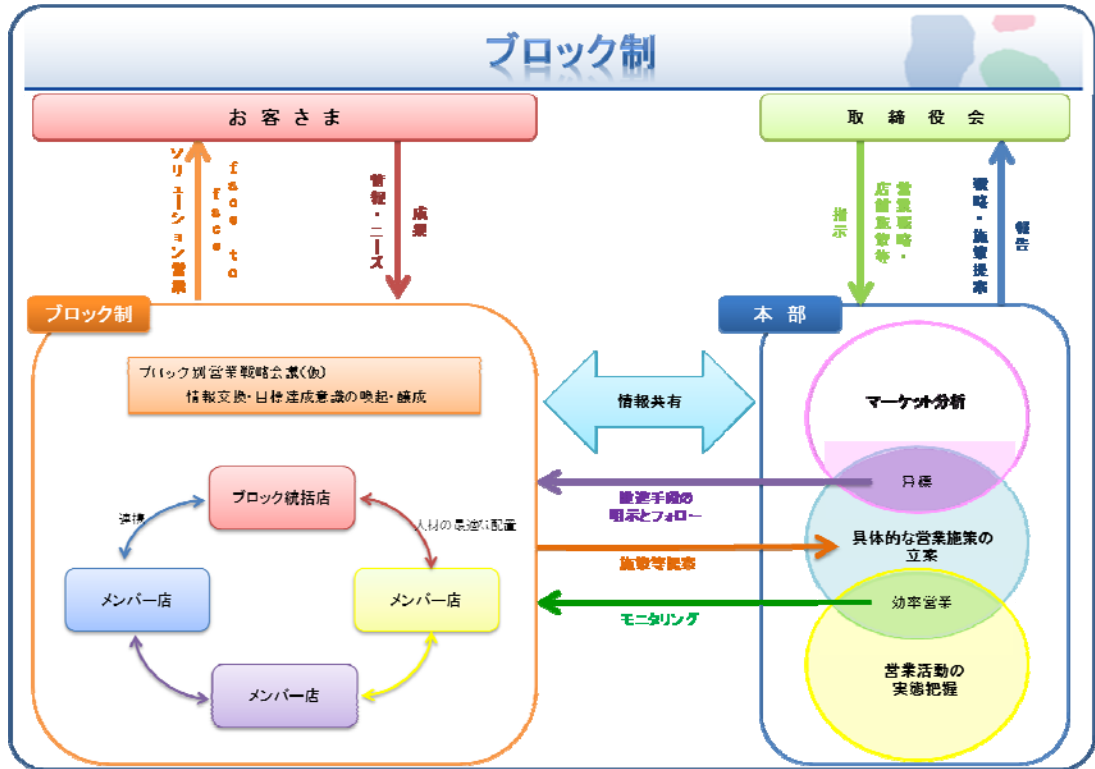 ブロック制
お客さま
取締役会
ソリューション営業
face to
face
情報・ニーズ
成果
指示
営業戦略・
店舗施策等
戦略・施策提案
報告
ブロック制
本部
ブロック別営業戦略会議(仮)
情報交換・目標達成意識の喚起・醸成
情報共有
マーケット分析
ブロック統括店
目標
連携
人材の最適な配置
推進手段の
明示とフォロー
具体的な営業施策の
立案
施策等提案
メンバー店
メンバー店
効率営業
モニタリング
メンバー店
営業活動の
実態把握